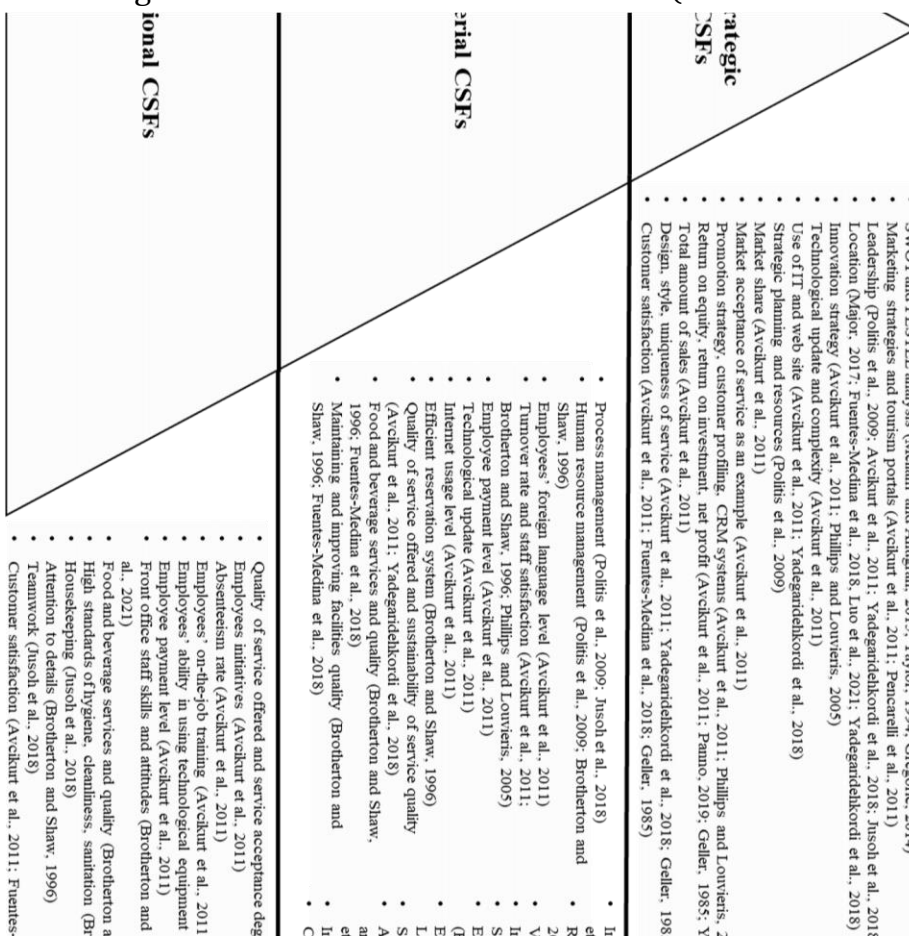 rategic
CSFs
• SWOT and PESTEL analysis
• Marketing strategies and tourism portals (Avcikurt et al., 2011; Pencarelli et al., 2011)
• Leadership (Politis et al., 2009; Avcikurt et al., 2011; Yadegaridehkordi et al., 2018; Jusoh et al., 2018
• Location (Major, 2017; Fuentes-Medina et al., 2018, Luo et al., 2021; Yadegaridehkordi et al., 2018)
• Innovation strategy (Avcikurt et al., 2011; Phillips and Louvieris, 2005)
• Technological update and complexity (Avcikurt et al., 2011)
• Use of IT and web site (Avcikurt et al., 2011; Yadegaridehkordi et al., 2018)
• Strategic planning and resources (Politis et al., 2009)
• Market share (Avcikurt et al., 2011)
• Market acceptance of service as an example (Avcikurt et al., 2011)
• Promotion strategy, customer profiling, CRM systems (Avcikurt et al., 2011; Phillips and Louvieris, 2
• Return on equity, return on investment, net profit (Avcikurt et al., 2011; Panno, 2019; Geller, 1985; Y
• Total amount of sales (Avcikurt et al., 2011)
• Design, style, uniqueness of service (Avcikurt et al., 2011; Yadegaridehkordi et al., 2018; Geller, 198
• Customer satisfaction (Avcikurt et al., 2011; Fuentes-Medina et al., 2018; Geller, 1985)
erial CSFs
• Process management (Politis et al., 2009; Jusoh et al., 2018)
• Human resource management (Politis et al., 2009; Brotherton and
Shaw, 1996)
• Employees' foreign language level (Avcikurt et al., 2011)
• Turnover rate and staff satisfaction (Avcikurt et al., 2011;
Brotherton and Shaw, 1996; Phillips and Louvieris, 2005)
• Employee payment level (Avcikurt et al., 2011)
• Technological update (Avcikurt et al., 2011)
• Internet usage level (Avcikurt et al., 2011)
• Efficient reservation system (Brotherton and Shaw, 1996)
• Quality of service offered and sustainability of service quality
(Avcikurt et al., 2011; Yadegaridehkordi et al., 2018)
• Food and beverage services and quality (Brotherton and Shaw,
1996; Fuentes-Medina et al., 2018)
• Maintaining and improving facilities quality (Brotherton and
Shaw, 1996; Fuentes-Medina et al., 2018)
ional CSFs
• Quality of service offered and service acceptance deg
• Employees initiatives (Avcikurt et al., 2011)
• Absenteeism rate (Avcikurt et al., 2011)
• Employees' on-the-job training (Avcikurt et al., 2011
• Employees' ability in using technological equipment
• Employee payment level (Avcikurt et al., 2011)
• Front office staff skills and attitudes (Brotherton and
al., 2021)
• Food and beverage services and quality (Brotherton a
• High standards of hygiene, cleanliness, sanitation (Br
• Housekeeping (Jusoh et al., 2018)
• Attention to details (Brotherton and Shaw, 1996)
• Teamwork (Jusoh et al., 2018)
• Customer satisfaction (Avcikurt et al., 2011; Fuentes-